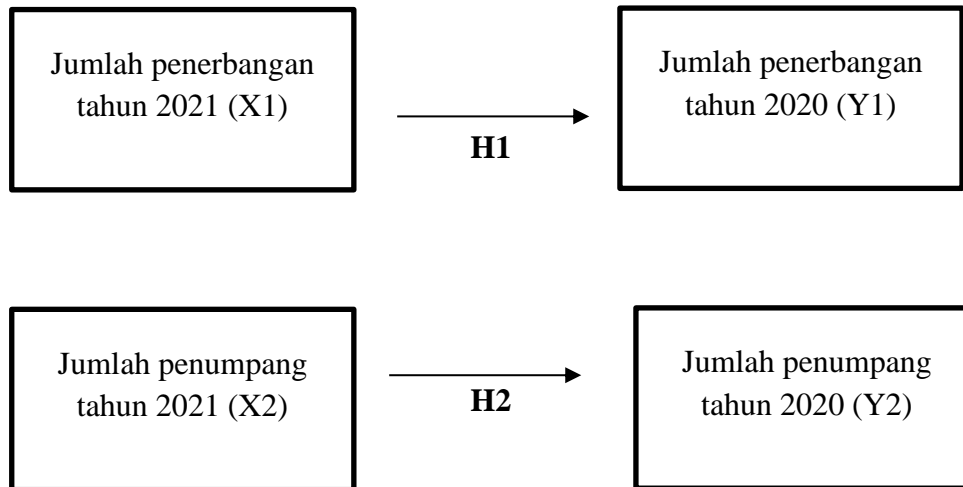 Jumlah penerbangan
tahun 2021 (X1)
H1
Jumlah penerbangan
tahun 2020 (Y1)
Jumlah penumpang
tahun 2021 (X2)
H2
Jumlah penumpang
tahun 2020 (Y2)